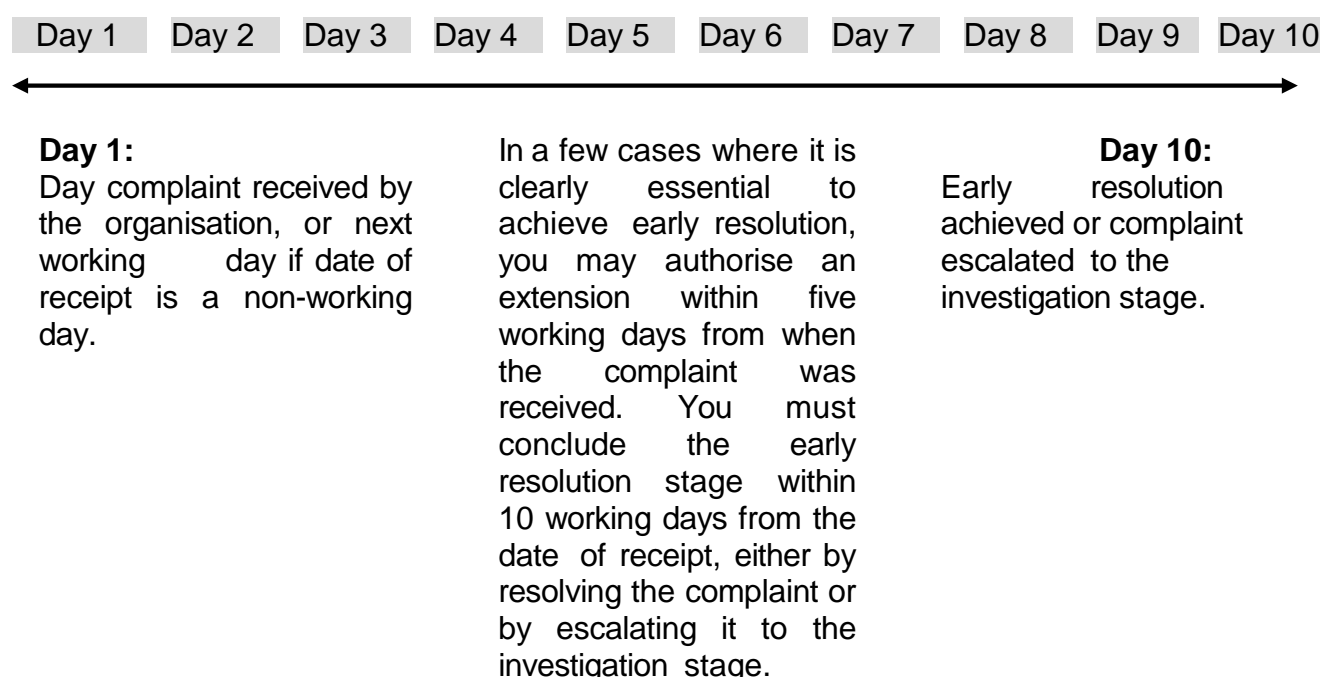 Day 1 Day 2 Day 3 Day 4 Day 5 Day 6 Day 7 Day 8 Day 9 Day 10
Day 1:
Day complaint received by
the organisation, or next
working day if date of
receipt is a non-working
day.
In a few cases where it is
clearly essential to
achieve early resolution,
you may authorise an
extension within five
working days from when
the complaint was
received. You must
conclude the early
resolution stage within
10 working days from the
date of receipt, either by
resolving the complaint or
by escalating it to the
investigation stage.
Day 10:
Early resolution
achieved or complaint
escalated to the
investigation stage.